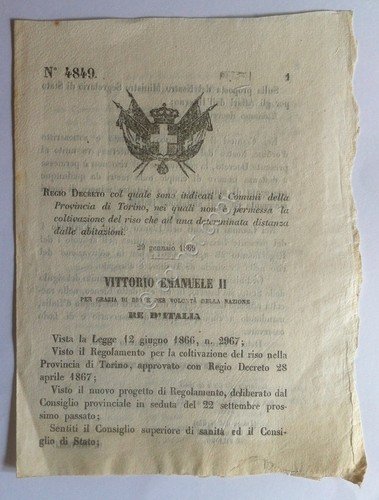 N° 4849.
1
REGIO DECRETO col quale sono indicati i Comuni della
Provincia di Torino, nei quali non è permessa la
coltivazione del riso che ad una determinata distanza
dalle abitazioni.
29 gennaio 1869
VITTORIO EMANUELE II
PER GRAZIA DI DIO E PER VOLONTÀ DELLA NAZIONE
RE D'ITALIA
Vista la Legge 12 giugno 1866, n. 2967;
Visto il Regolamento per la coltivazione del riso nella
Provincia di Torino, approvato con Regio Decreto 28
aprile 1867;
Visto il nuovo progetto di Regolamento, deliberato dal
Consiglio provinciale in seduta del 22 settembre pros-
simo passato;
Sentiti il Consiglio superiore di sanità ed il Consi-
glio di Stato;